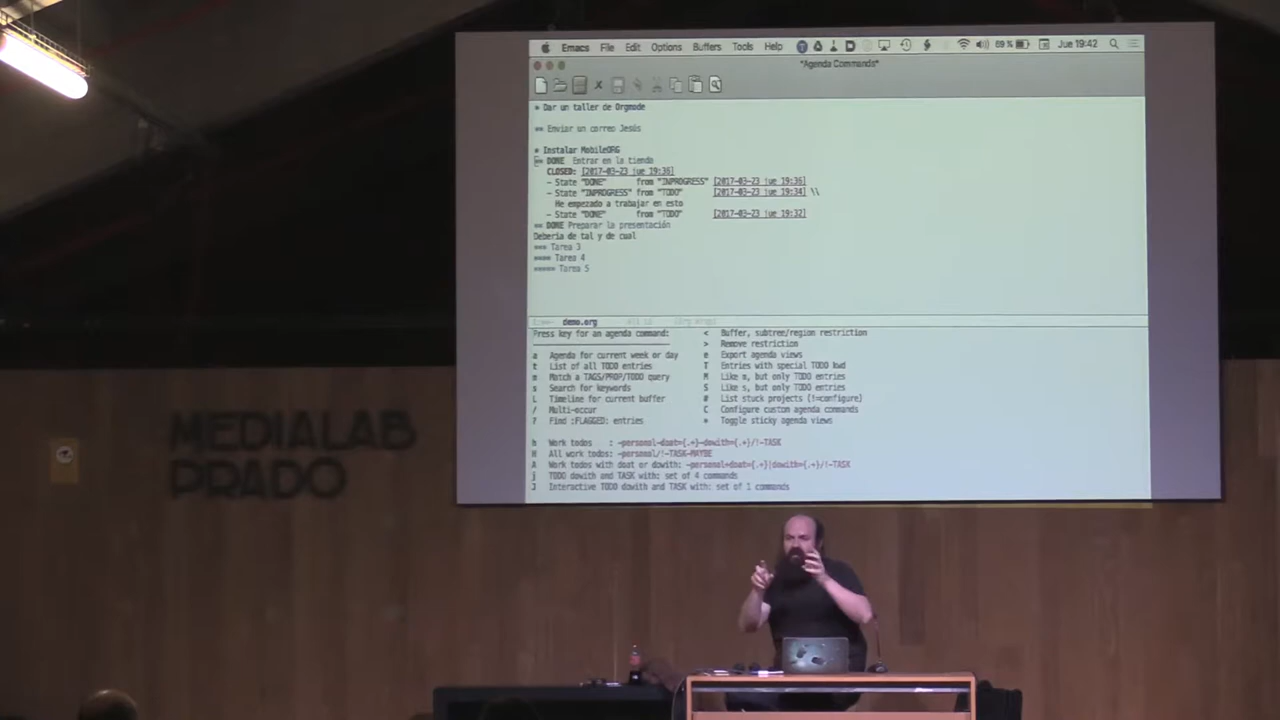 Emacs File Edit Options Buffers Tools Help 69 % Jue 19:42
*Agenda Commands*
* Dar un taller de Orgmode
** Enviar un correo Jesús
* Instalar MobileORG
** DONE Entrar en la tienda
CLOSED: [2017-03-23 jue 19:36]
- State "DONE" from "INPROGRESS" [2017-03-23 jue 19:36]
- State "INPROGRESS" from "TODO" [2017-03-23 jue 19:34] \\
He empezado a trabajar en esto
- State "DONE" from "TODO" [2017-03-23 jue 19:32]
** DONE Preparar la presentación
Debería de tal y de cual
*** Tarea 3
**** Tarea 4
***** Tarea 5
demo.org
Press key for an agenda command: < Buffer, subtree/region restriction
> Remove restriction
a Agenda for current week or day e Export agenda views
t List of all TODO entries T Entries with special TODO kwd
m Match a TAGS/PROP/TODO query M Like m, but only TODO entries
s Search for keywords S Like s, but only TODO entries
L Timeline for current buffer # List stuck projects (!=configure)
/ Multi-occur C Configure custom agenda commands
? Find :FLAGGED: entries * Toggle sticky agenda views
h Work todos : -personal-doat={.+}-dowith={.+}/!-TASK
H All work todos: -personal/!-TASK-MAYBE
A Work todos with doat or dowith: -personal+doat={.+}|dowith={.+}/!-TASK
j TODO dowith and TASK with: set of 4 commands
J Interactive TODO dowith and TASK with: set of 1 commands
MEDIALAB
PRADO